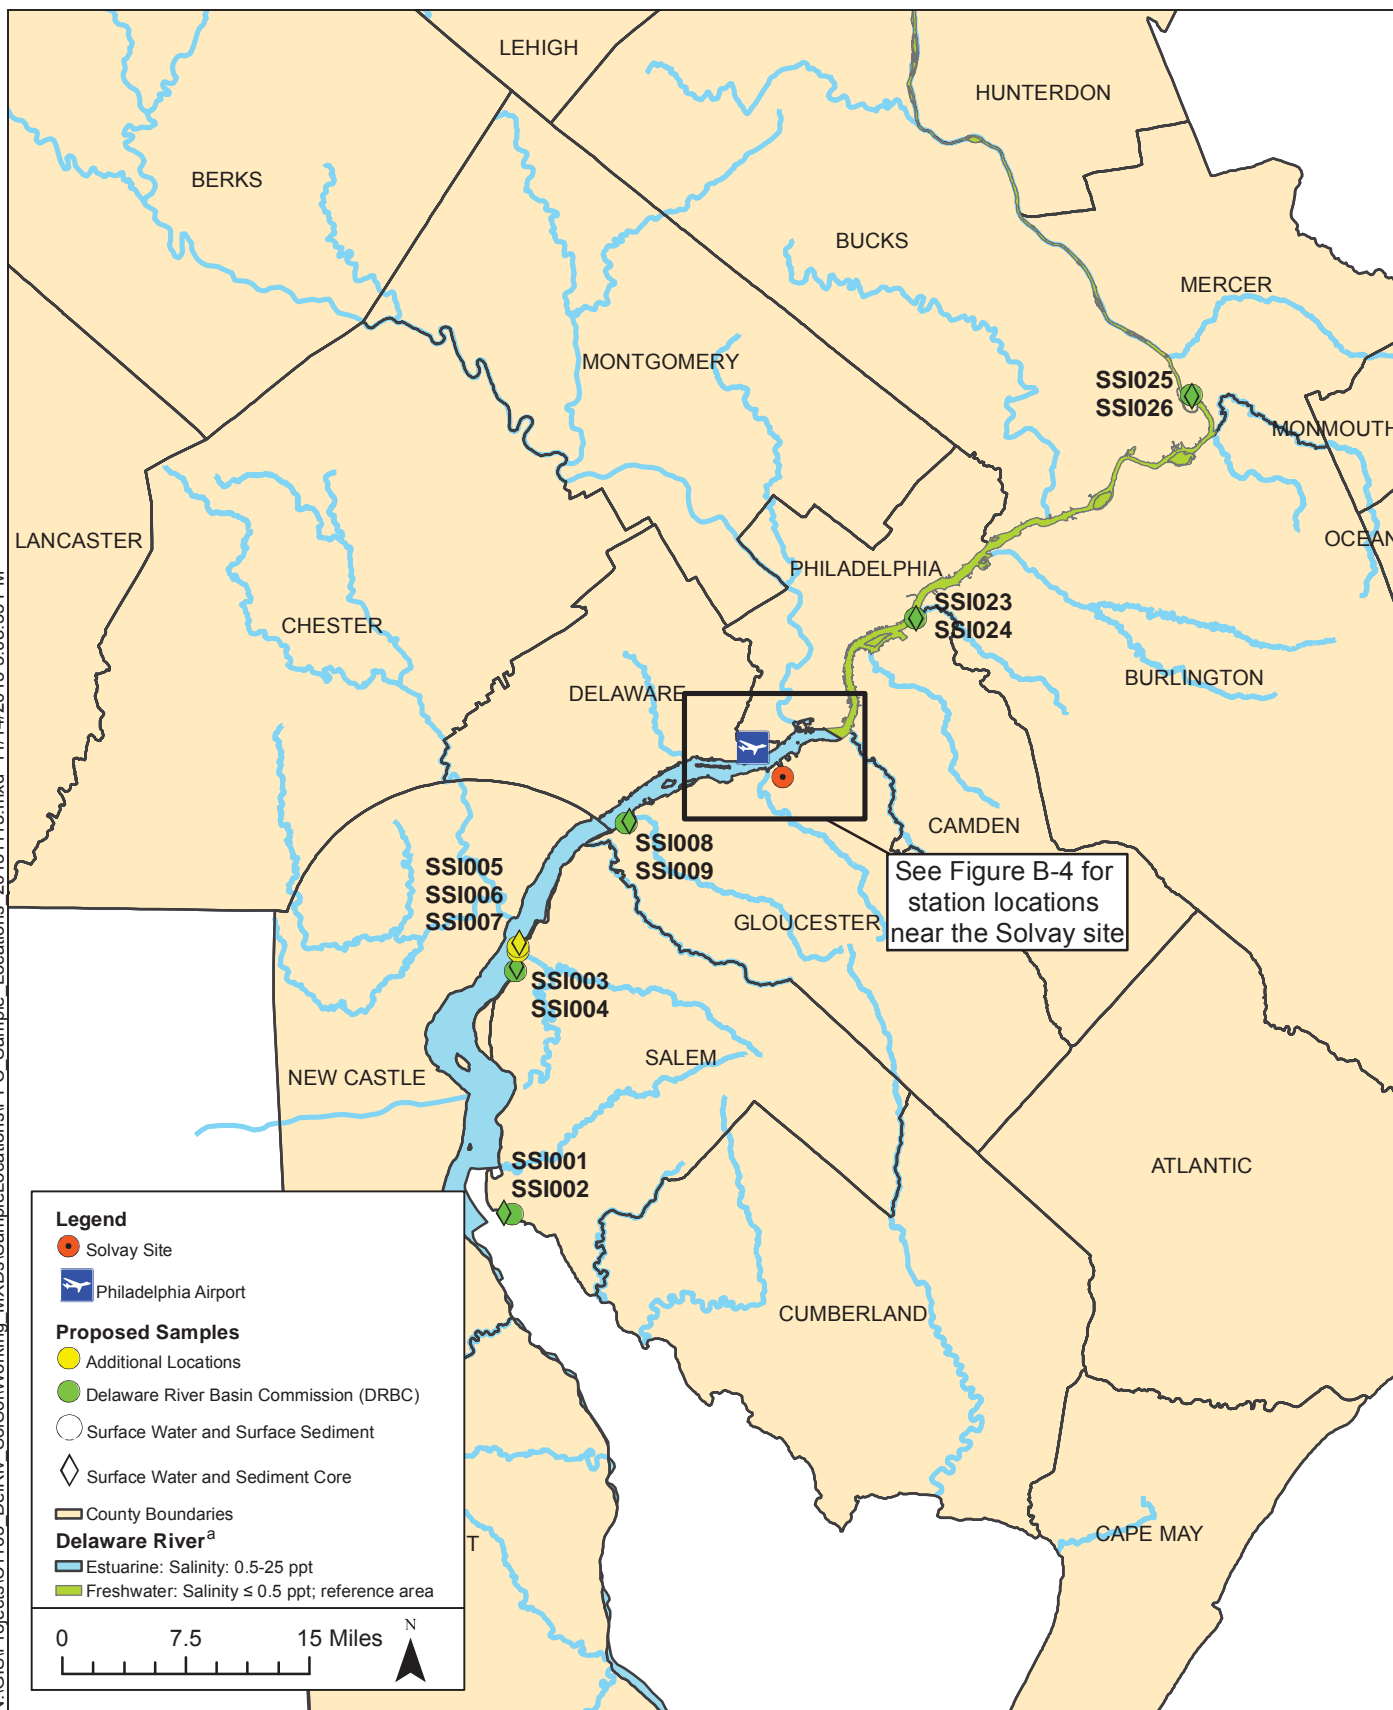 LEHIGH
HUNTERDON
BERKS
BUCKS
MERCER
MONTGOMERY
SSI025
SSI026
MONMOUTH
LANCASTER
OCEAN
PHILADELPHIA
SSI023
SSI024
CHESTER
BURLINGTON
DELAWARE
CAMDEN
SSI008
SSI009
SSI005
SSI006
SSI007
See Figure B-4 for
station locations
near the Solvay site
GLOUCESTER
SSI003
SSI004
SALEM
NEW CASTLE
SSI001
SSI002
ATLANTIC
CUMBERLAND
CAPE MAY
T
Legend
Solvay Site
Philadelphia Airport
Proposed Samples
Additional Locations
Delaware River Basin Commission (DRBC)
Surface Water and Surface Sediment
Surface Water and Sediment Core
County Boundaries
Delaware River a
Estuarine: Salinity: 0.5-25 ppt
Freshwater: Salinity ≤ 0.5 ppt; reference area
0 7.5 15 Miles
N